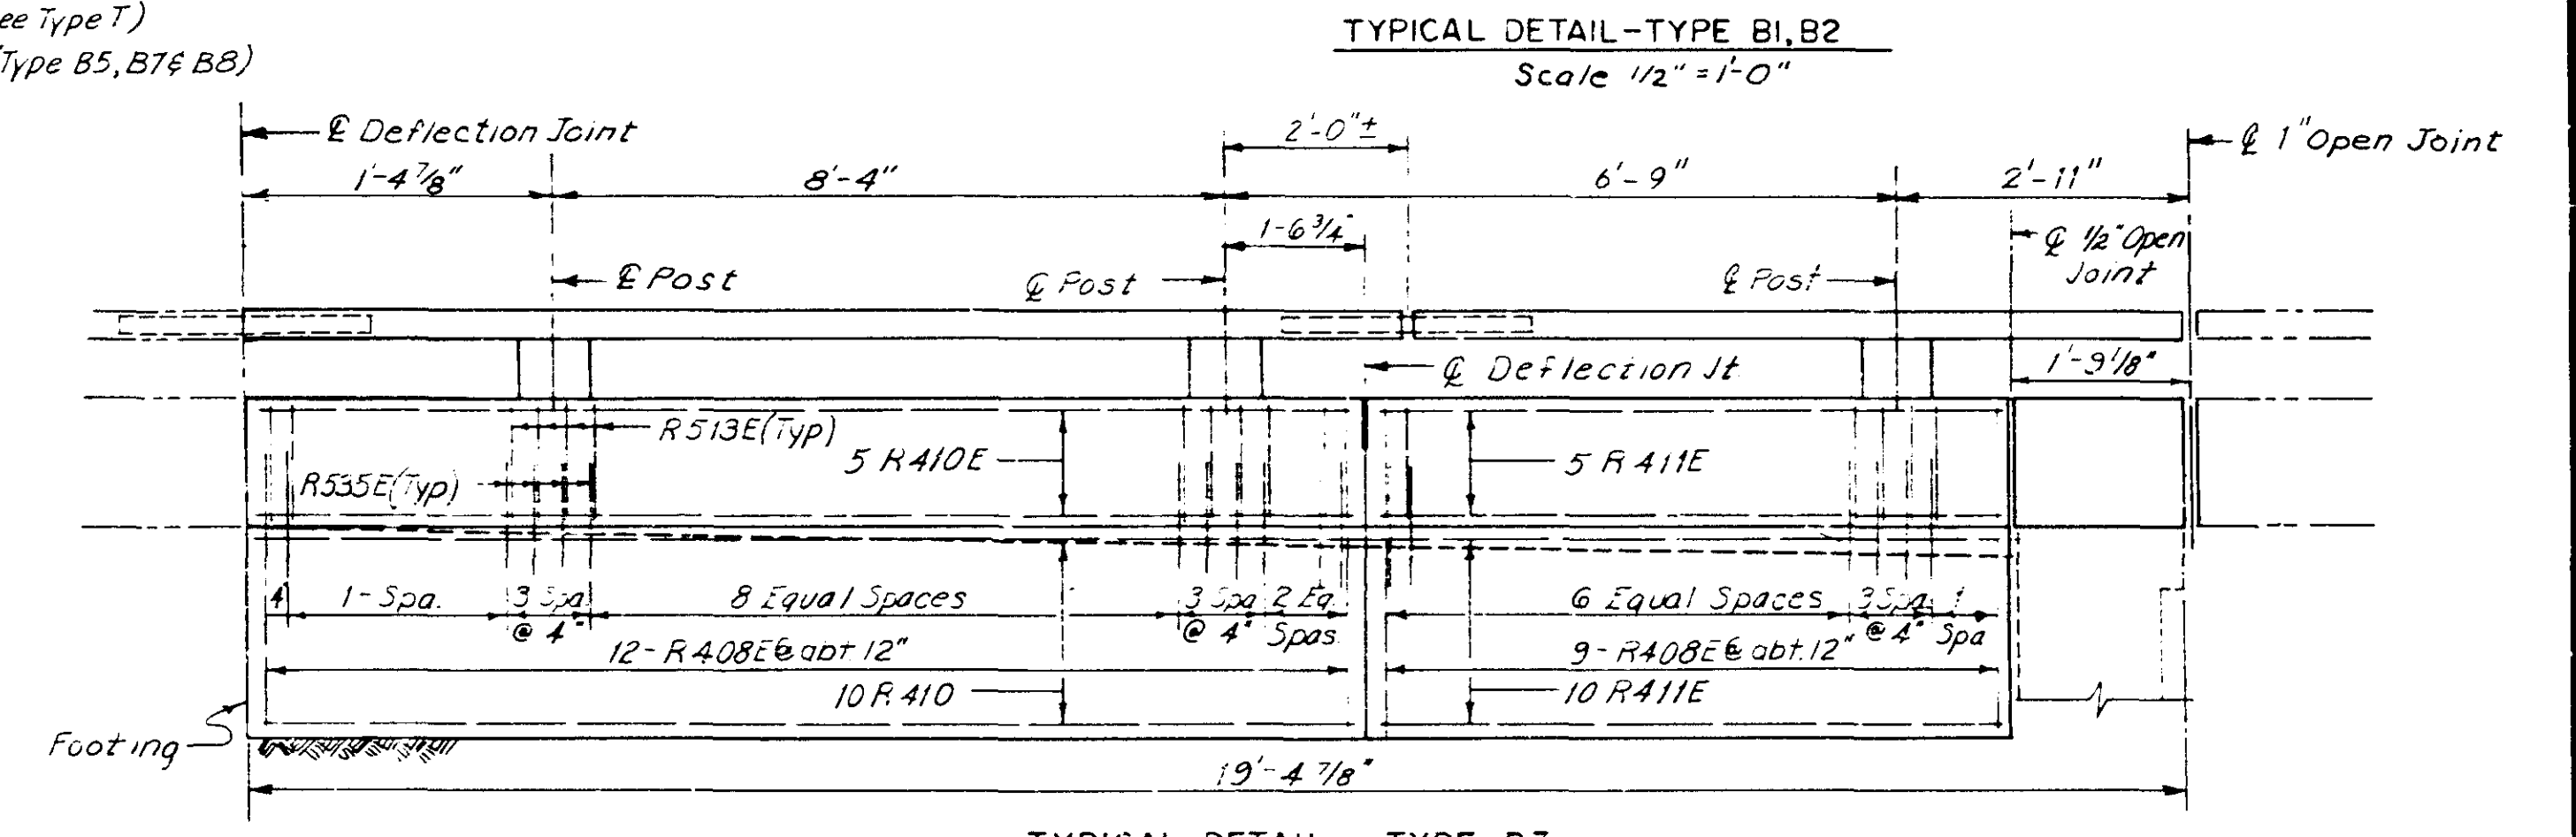 ee Type T)
Type B5, B7 & B8)
TYPICAL DETAIL-TYPE B1, B2
Scale 1/2" = 1'-0"
℄ Deflection Joint
2'-0"±
℄ 1" Open Joint
1'-4 7/8"
8'-4"
6'-9"
2'-11"
1-6 3/4"
℄ 1/2" Open
Joint
℄ Post
℄ Post
℄ Post
℄ Deflection Jt.
1'-9 1/8"
R513E (Typ)
5 R410E
5 R411E
R535E (Typ)
4"
1-Spa.
3 Spa
@ 4"
8 Equal Spaces
3 Spa
@ 4"
2 Eq.
Spas.
6 Equal Spaces
3 Spa
@ 4"
1
Spa
12-R408E @ abt. 12"
9-R408E @ abt. 12"
10 R410
10 R411E
Footing
19'-4 7/8"
TYPICAL DETAIL - TYPE B3